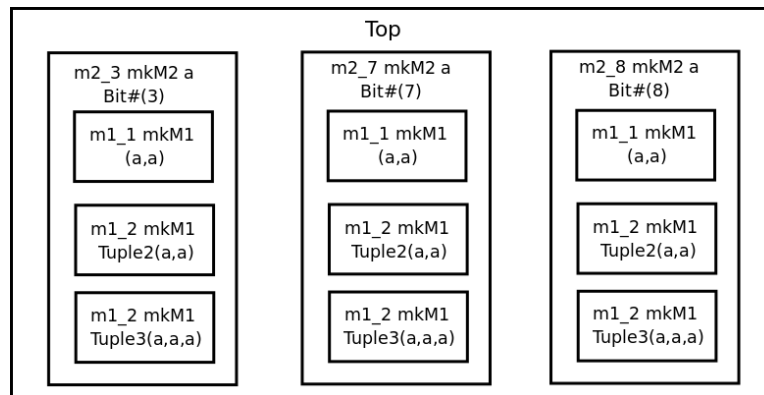 Top
m2_3 mkM2 a
Bit#(3)
m1_1 mkM1
(a,a)
m1_2 mkM1
Tuple2(a,a)
m1_2 mkM1
Tuple3(a,a,a)
m2_7 mkM2 a
Bit#(7)
m1_1 mkM1
(a,a)
m1_2 mkM1
Tuple2(a,a)
m1_2 mkM1
Tuple3(a,a,a)
m2_8 mkM2 a
Bit#(8)
m1_1 mkM1
(a,a)
m1_2 mkM1
Tuple2(a,a)
m1_2 mkM1
Tuple3(a,a,a)